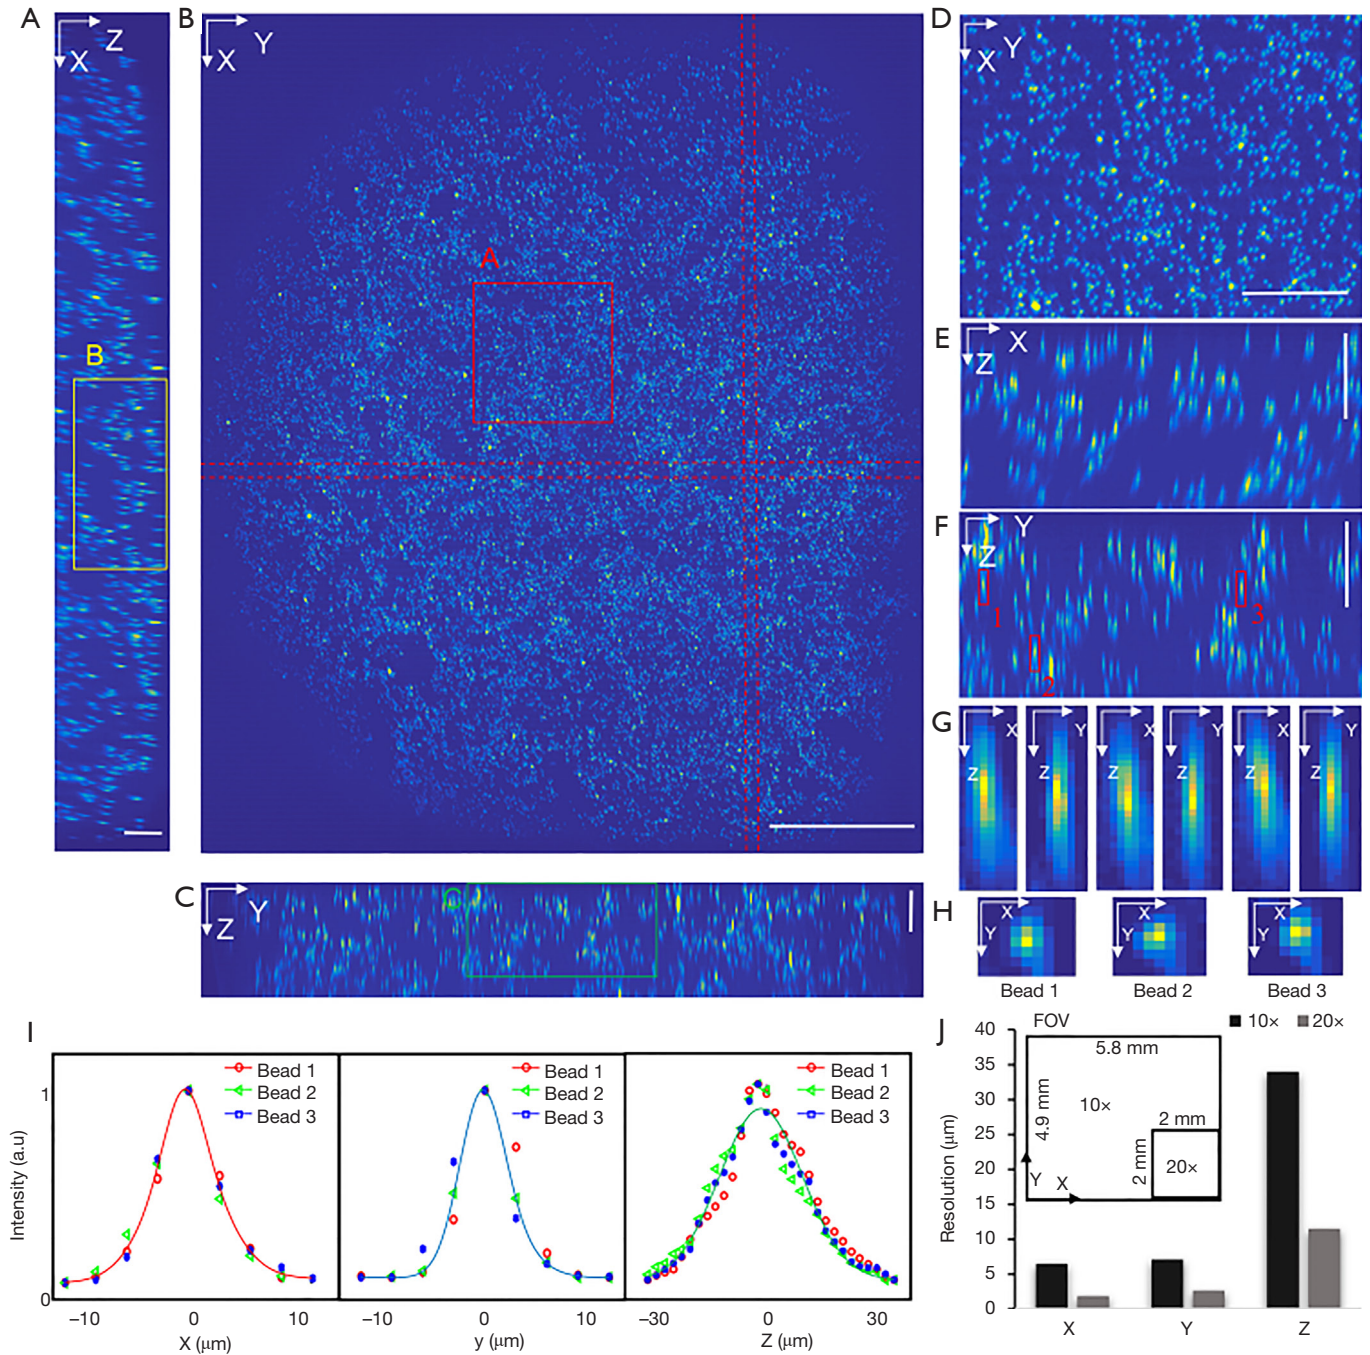 A
Z
X
B
B
Y
X
A
D
Y
X
E
X
Z
F
Y
Z
1
2
3
C
Y
Z
C
G
X
Z
Y
Z
X
Z
Y
Z
X
Z
Y
Z
H
X
Y
X
Y
X
Y
Bead 1
Bead 2
Bead 3
I
Intensity (a.u)
1
0
Bead 1
Bead 2
Bead 3
−10 0 10
X (μm)
Bead 1
Bead 2
Bead 3
−10 0 10
y (μm)
Bead 1
Bead 2
Bead 3
−30 0 30
Z (μm)
J
FOV
10× 20×
Resolution (μm)
40
35
30
25
20
15
10
5
0
5.8 mm
4.9 mm
10×
2 mm
2 mm
20×
Y X
X Y Z